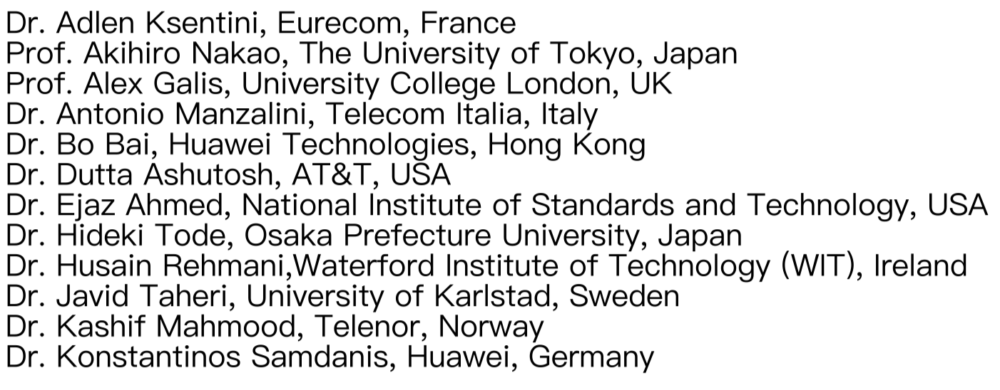 Dr. Adlen Ksentini, Eurecom, France
Prof. Akihiro Nakao, The University of Tokyo, Japan
Prof. Alex Galis, University College London, UK
Dr. Antonio Manzalini, Telecom Italia, Italy
Dr. Bo Bai, Huawei Technologies, Hong Kong
Dr. Dutta Ashutosh, AT&T, USA
Dr. Ejaz Ahmed, National Institute of Standards and Technology, USA
Dr. Hideki Tode, Osaka Prefecture University, Japan
Dr. Husain Rehmani,Waterford Institute of Technology (WIT), Ireland
Dr. Javid Taheri, University of Karlstad, Sweden
Dr. Kashif Mahmood, Telenor, Norway
Dr. Konstantinos Samdanis, Huawei, Germany